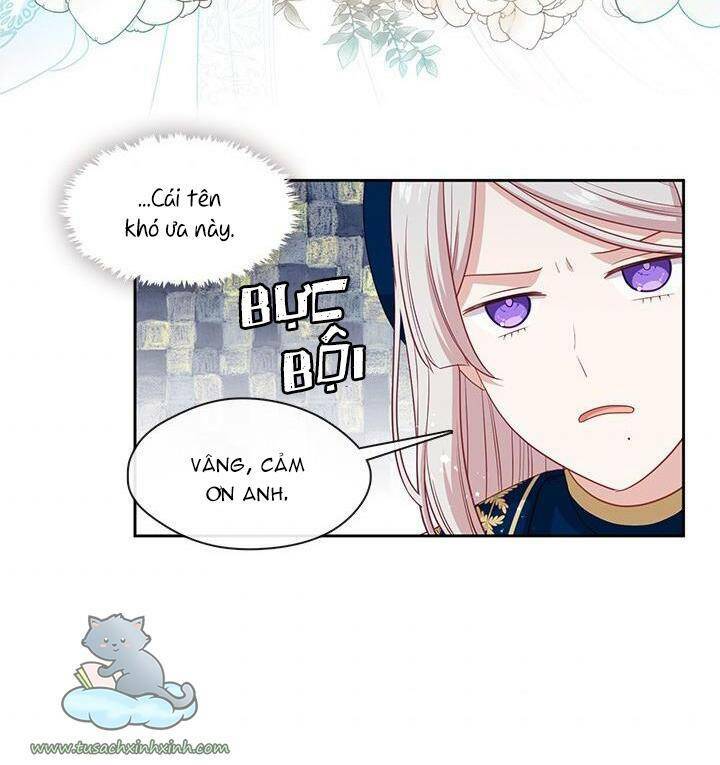 ...Cái tên
khó ưa này.
BỰC
BỘI
VÂNG, CẢM
ƠN ANH.
www.tusachxinhxinh.com